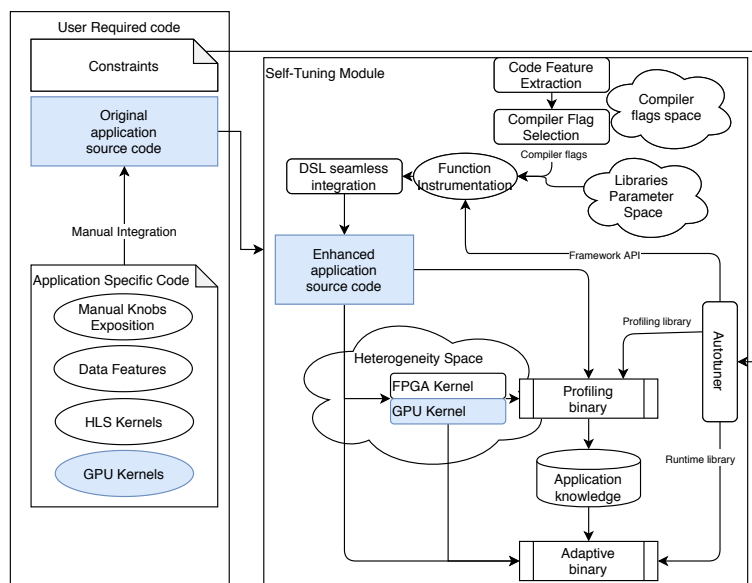 User Required code
Constraints
Original
application
source code
Manual Integration
Application Specific Code
Manual Knobs
Exposition
Data Features
HLS Kernels
GPU Kernels
Self-Tuning Module
Code Feature
Extraction
Compiler Flag
Selection
Compiler
flags space
Compiler flags
DSL seamless
integration
Function
Instrumentation
Libraries
Parameter
Space
Enhanced
application
source code
Framework API
Profiling library
Autotuner
Heterogeneity Space
FPGA Kernel
GPU Kernel
Profiling
binary
Runtime library
Application
knowledge
Adaptive
binary